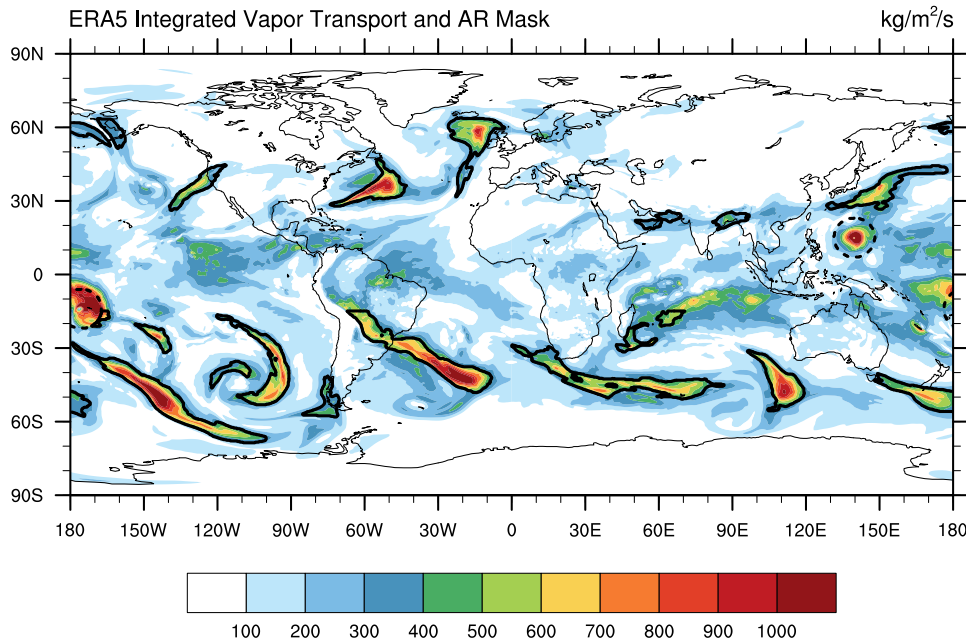 ERA5 Integrated Vapor Transport and AR Mask kg/m²/s
90N
60N
30N
0
30S
60S
90S
180 150W 120W 90W 60W 30W 0 30E 60E 90E 120E 150E 180
100 200 300 400 500 600 700 800 900 1000